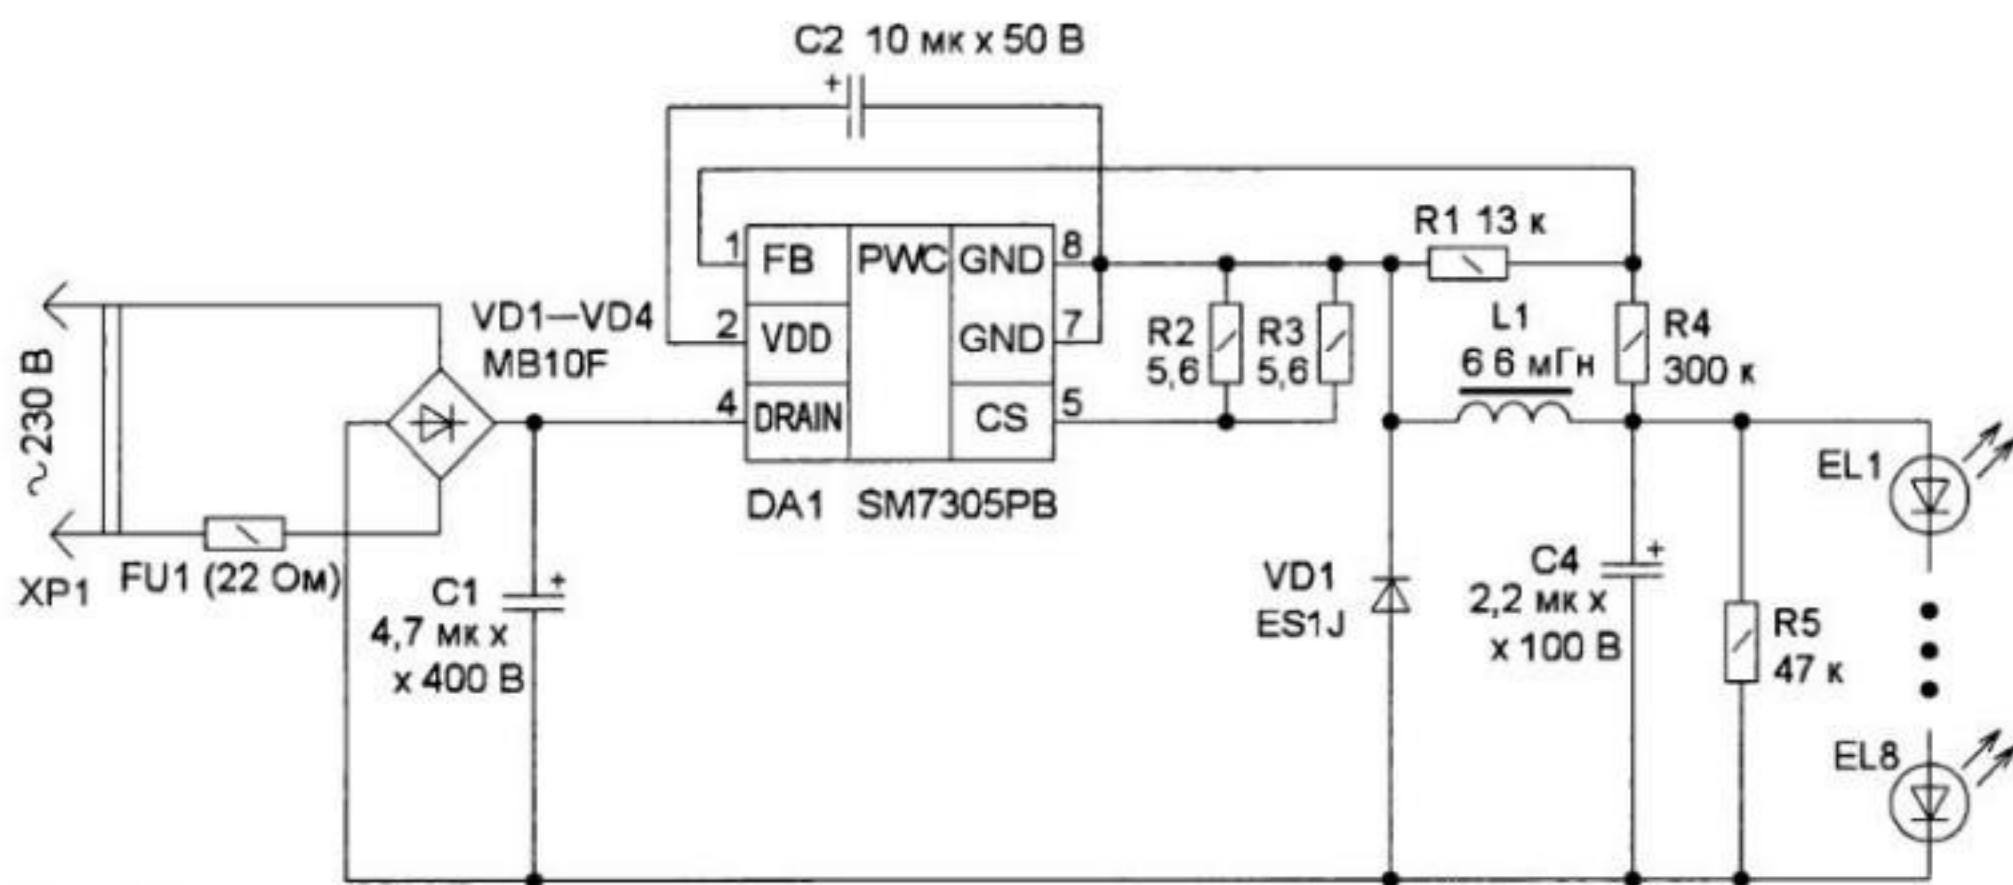 C2 10 мк x 50 В
R1 13 к
1 FB PWC GND 8
2 VDD GND 7
4 DRAIN CS 5
DA1 SM7305PB
VD1—VD4
MB10F
~230 В
XP1
FU1 (22 Ом)
C1 +
4,7 мк x
x 400 В
+
R2
5,6
R3
5,6
L1
6 6 мГн
R4
300 к
VD1
ES1J
C4 +
2,2 мк x
x 100 В
R5
47 к
EL1
EL8